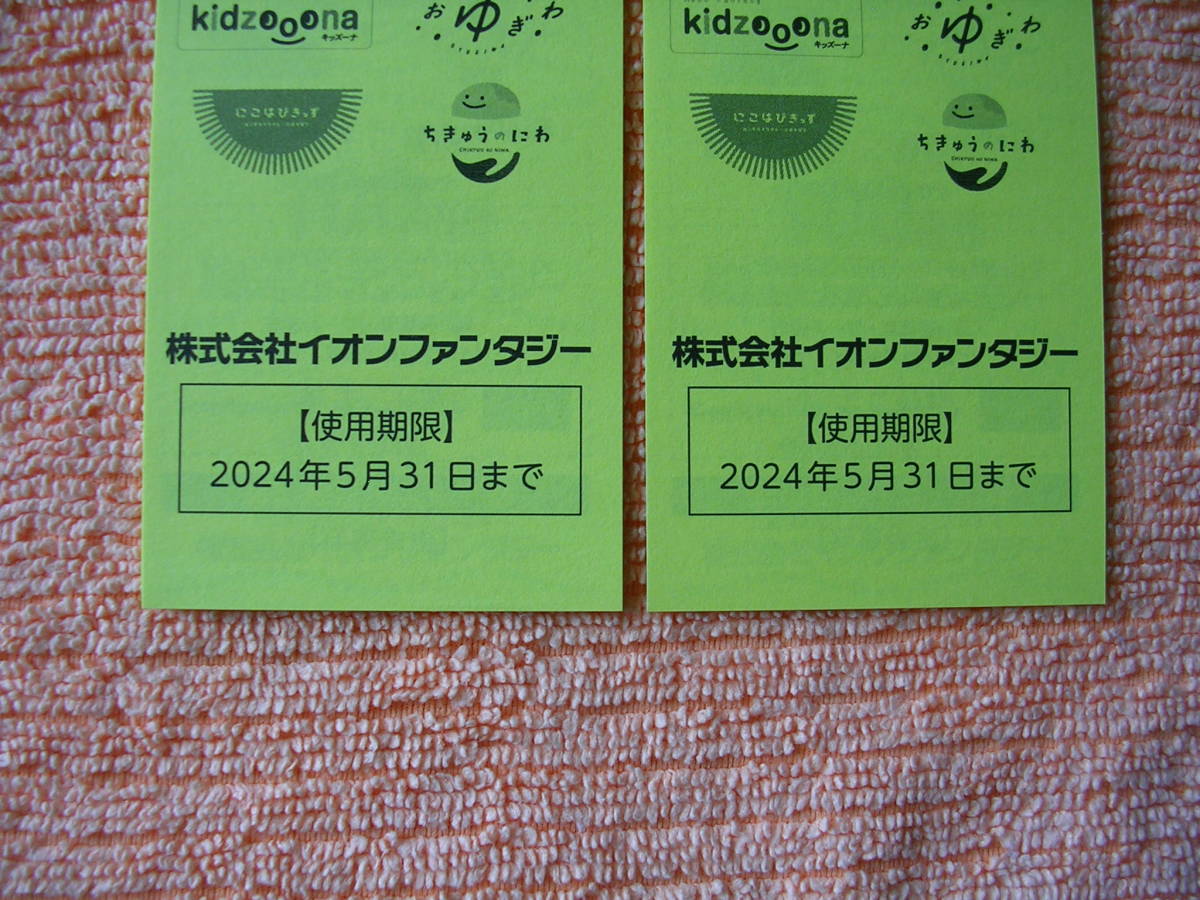 kidzooona
キッズーナ
おゆぎわ
OYUGIWA
にこはぴきっず
ちきゅうのにわ
CHIKYUU NO NIWA
株式会社イオンファンタジー
【使用期限】
2024年5月31日まで
kidzooona
キッズーナ
おゆぎわ
OYUGIWA
にこはぴきっず
ちきゅうのにわ
CHIKYUU NO NIWA
株式会社イオンファンタジー
【使用期限】
2024年5月31日まで